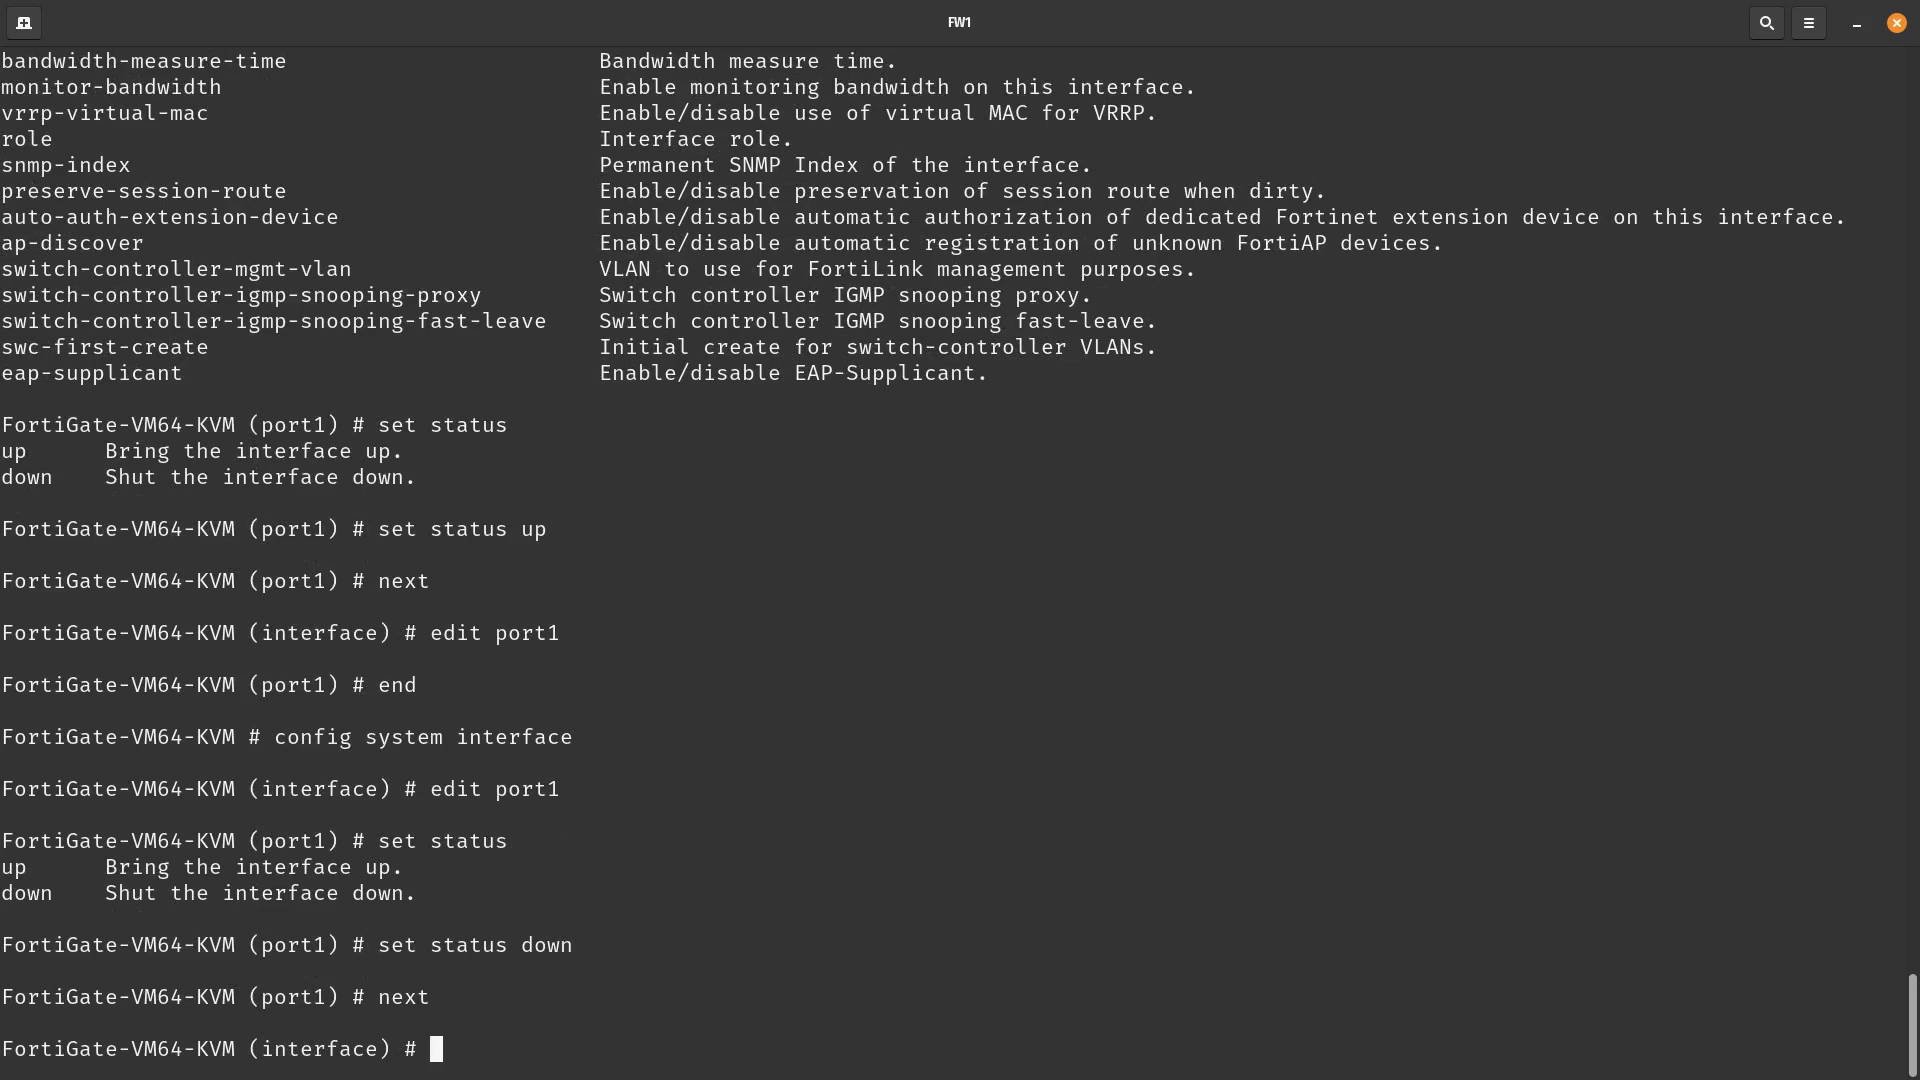 FW1
bandwidth-measure-time Bandwidth measure time.
monitor-bandwidth Enable monitoring bandwidth on this interface.
vrrp-virtual-mac Enable/disable use of virtual MAC for VRRP.
role Interface role.
snmp-index Permanent SNMP Index of the interface.
preserve-session-route Enable/disable preservation of session route when dirty.
auto-auth-extension-device Enable/disable automatic authorization of dedicated Fortinet extension device on this interface.
ap-discover Enable/disable automatic registration of unknown FortiAP devices.
switch-controller-mgmt-vlan VLAN to use for FortiLink management purposes.
switch-controller-igmp-snooping-proxy Switch controller IGMP snooping proxy.
switch-controller-igmp-snooping-fast-leave Switch controller IGMP snooping fast-leave.
swc-first-create Initial create for switch-controller VLANs.
eap-supplicant Enable/disable EAP-Supplicant.
FortiGate-VM64-KVM (port1) # set status
up Bring the interface up.
down Shut the interface down.
FortiGate-VM64-KVM (port1) # set status up
FortiGate-VM64-KVM (port1) # next
FortiGate-VM64-KVM (interface) # edit port1
FortiGate-VM64-KVM (port1) # end
FortiGate-VM64-KVM # config system interface
FortiGate-VM64-KVM (interface) # edit port1
FortiGate-VM64-KVM (port1) # set status
up Bring the interface up.
down Shut the interface down.
FortiGate-VM64-KVM (port1) # set status down
FortiGate-VM64-KVM (port1) # next
FortiGate-VM64-KVM (interface) #